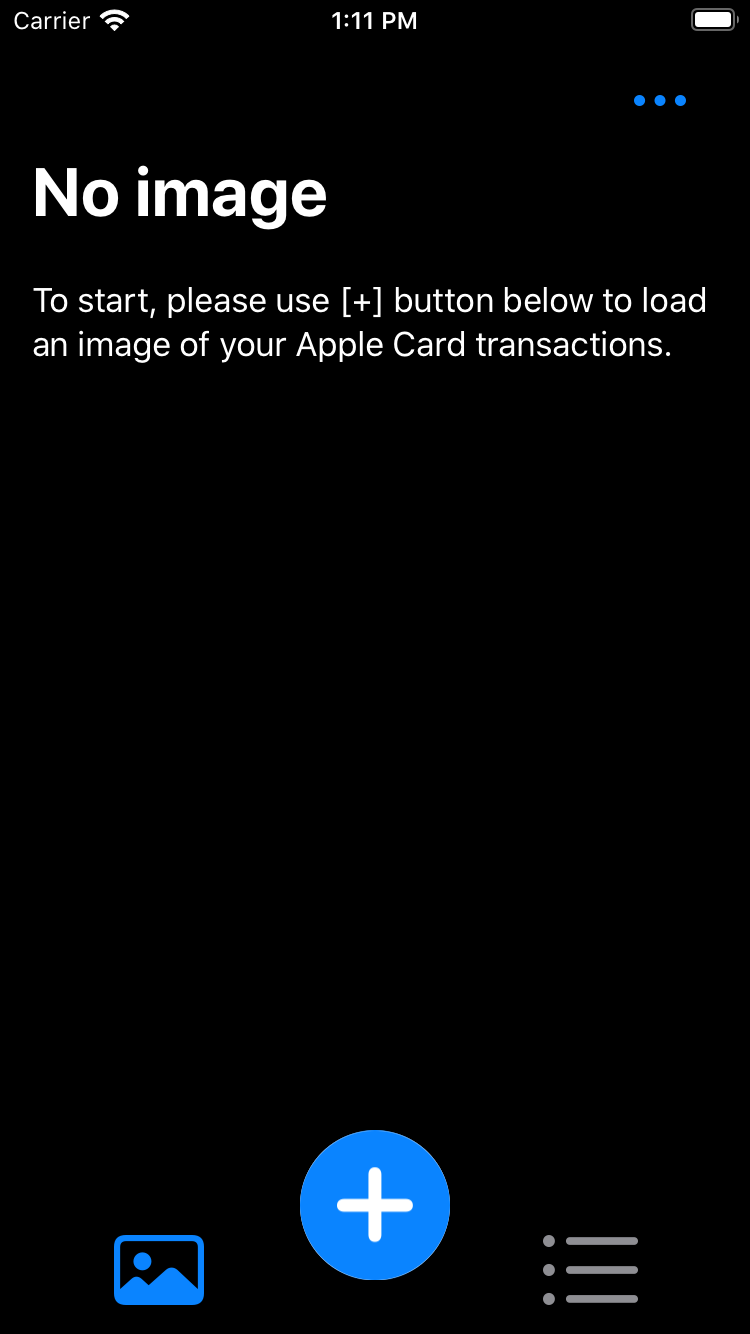 Carrier
1:11 PM
No image
To start, please use [+] button below to load
an image of your Apple Card transactions.